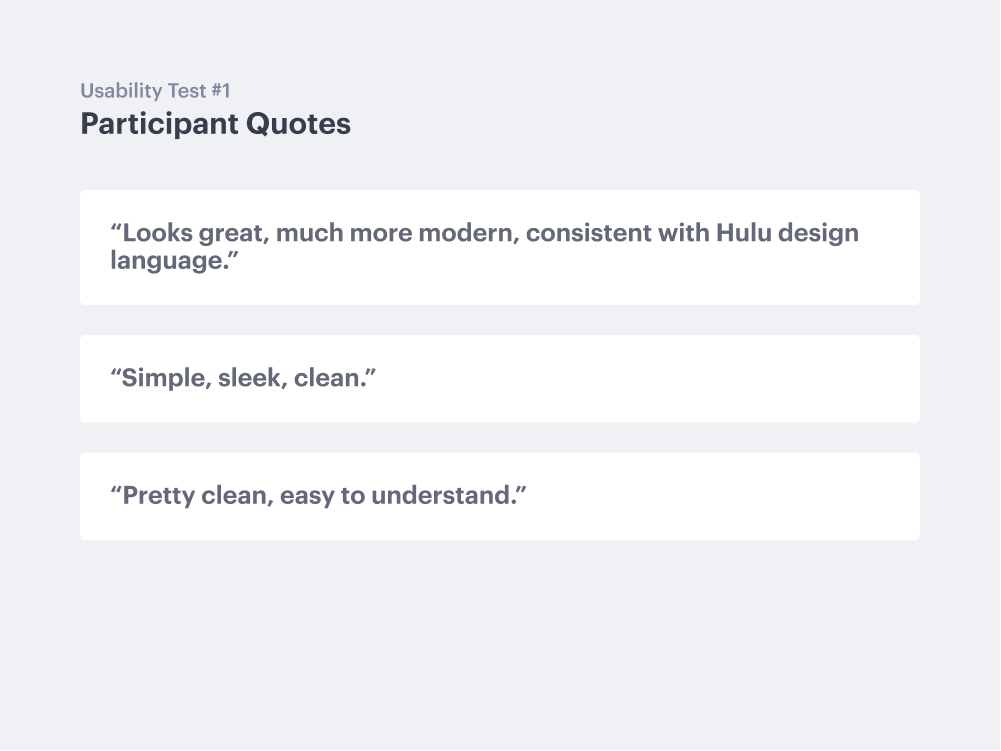 Usability Test #1
Participant Quotes
“Looks great, much more modern, consistent with Hulu design
language.”
“Simple, sleek, clean.”
“Pretty clean, easy to understand.”